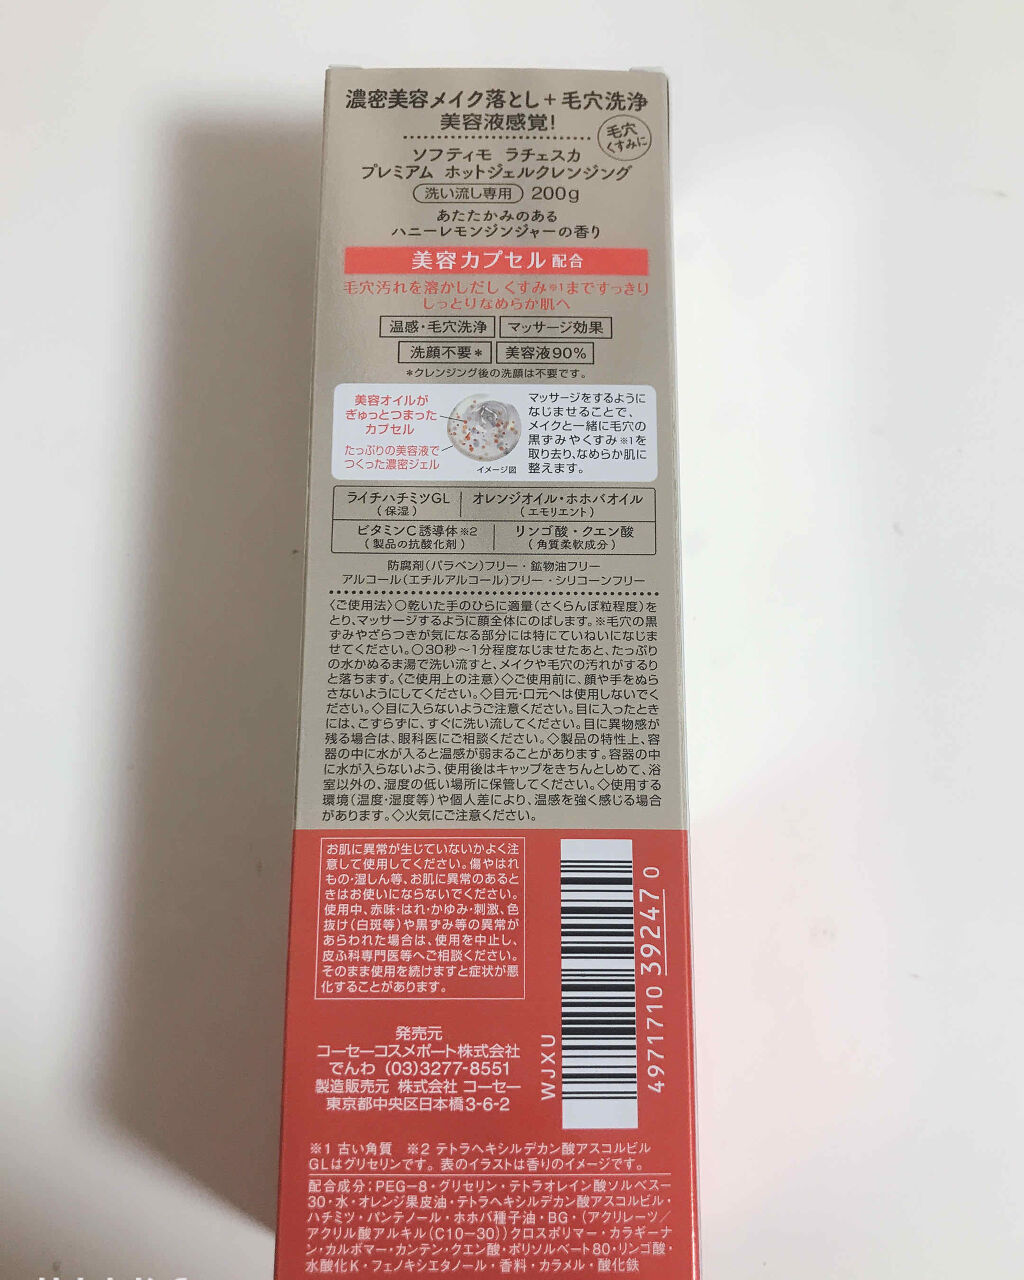 濃密美容メイク落とし+毛穴洗浄
美容液感覚!
毛穴
くすみに
ソフティモ ラチェスカ
プレミアム ホットジェルクレンジング
洗い流し専用 200g
あたたかみのある
ハニーレモンジンジャーの香り
美容カプセル配合
毛穴汚れを溶かしだしくすみ※1まですっきり
しっとりなめらか肌へ
温感・毛穴洗浄 マッサージ効果
洗顔不要* 美容液90%
*クレンジング後の洗顔は不要です。
美容オイルが
ぎゅっとつまった
カプセル
たっぷりの美容液で
つくった濃密ジェル
イメージ図
マッサージをするように
なじませることで、
メイクと一緒に毛穴の
黒ずみやくすみ※1を
取り去り、なめらか肌に
整えます。
ライチハチミツGL
(保湿)
オレンジオイル・ホホバオイル
(エモリエント)
ビタミンC誘導体※2
(製品の抗酸化剤)
リンゴ酸・クエン酸
(角質柔軟成分)
防腐剤(パラベン)フリー・鉱物油フリー
アルコール(エチルアルコール)フリー・シリコーンフリー
〈ご使用法〉○乾いた手のひらに適量(さくらんぼ粒程度)を
とり、マッサージするように顔全体にのばします。※毛穴の黒
ずみやざらつきが気になる部分には特にていねいになじま
せてください。○30秒〜1分程度なじませたあと、たっぷり
の水かぬるま湯で洗い流すと、メイクや毛穴の汚れがするり
と落ちます。〈ご使用上の注意〉◇ご使用前に、顔や手をぬら
さないようにしてください。◇目元・口元へは使用しないでく
ださい。◇目に入らないようご注意ください。目に入ったとき
には、こすらずに、すぐに洗い流してください。目に異物感が
残る場合は、眼科医にご相談ください。◇製品の特性上、容
器の中に水が入ると温感が弱まることがあります。容器の中
に水が入らないよう、使用後はキャップをきちんとしめて、浴
室以外の、湿度の低い場所に保管してください。◇使用する
環境(温度・湿度等)や個人差により、温感を強く感じる場合
があります。◇火気にご注意ください。
お肌に異常が生じていないかよく注
意して使用してください。傷やはれ
もの・湿しん等、お肌に異常のあると
きはお使いにならないでください。
使用中、赤味・はれ・かゆみ・刺激、色
抜け(白斑等)や黒ずみ等の異常が
あらわれた場合は、使用を中止し、
皮ふ科専門医等へご相談ください。
そのまま使用を続けますと症状が悪
化することがあります。
発売元
コーセーコスメポート株式会社
でんわ (03)3277-8551
製造販売元 株式会社 コーセー
東京都中央区日本橋3-6-2
WJXU
4971710 392470
※1 古い角質 ※2 テトラヘキシルデカン酸アスコルビル
GLはグリセリンです。表のイラストは香りのイメージです。
配合成分:PEG-8・グリセリン・テトラオレイン酸ソルベス-
30・水・オレンジ果皮油・テトラヘキシルデカン酸アスコルビル・
ハチミツ・パンテノール・ホホバ種子油・BG・(アクリレーツ/
アクリル酸アルキル(C10-30))クロスポリマー・カラギーナ
ン・カルボマー・カンテン・クエン酸・ポリソルベート80・リンゴ酸・
水酸化K・フェノキシエタノール・香料・カラメル・酸化鉄